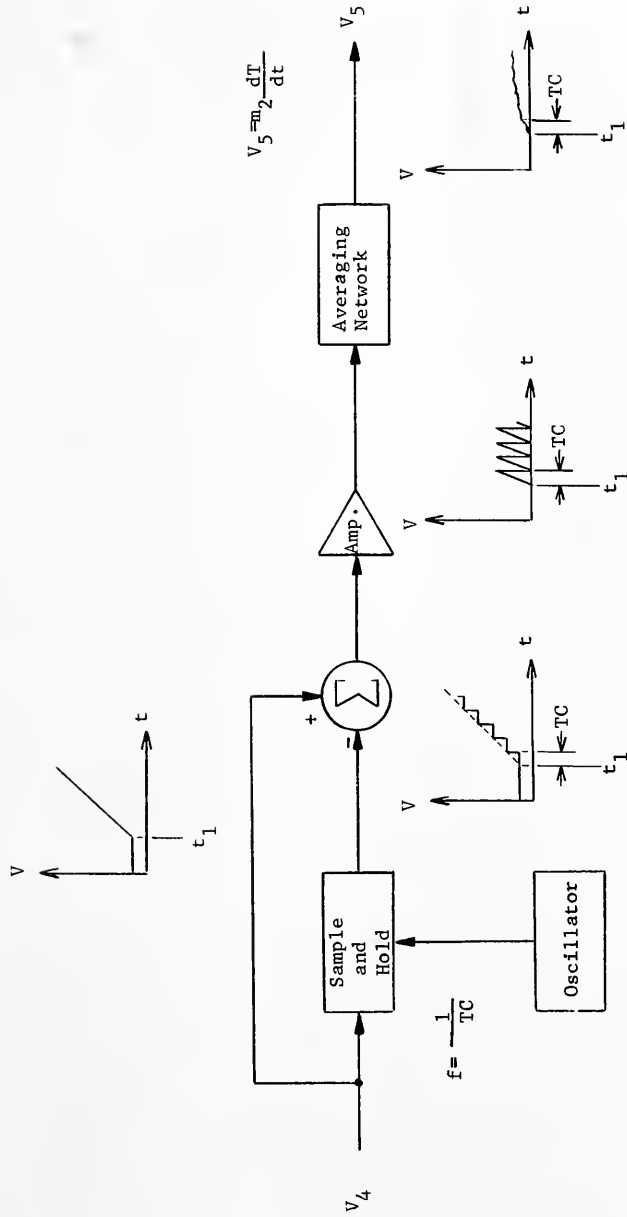 V
t
t₁
V₄
f = 1/TC
Sample
and
Hold
Oscillator
+
-
Σ
V
t
TC
t₁
Amp.
V
t
TC
t₁
Averaging
Network
V₅=m₂ dT/dt
V₅
V
t
TC
t₁